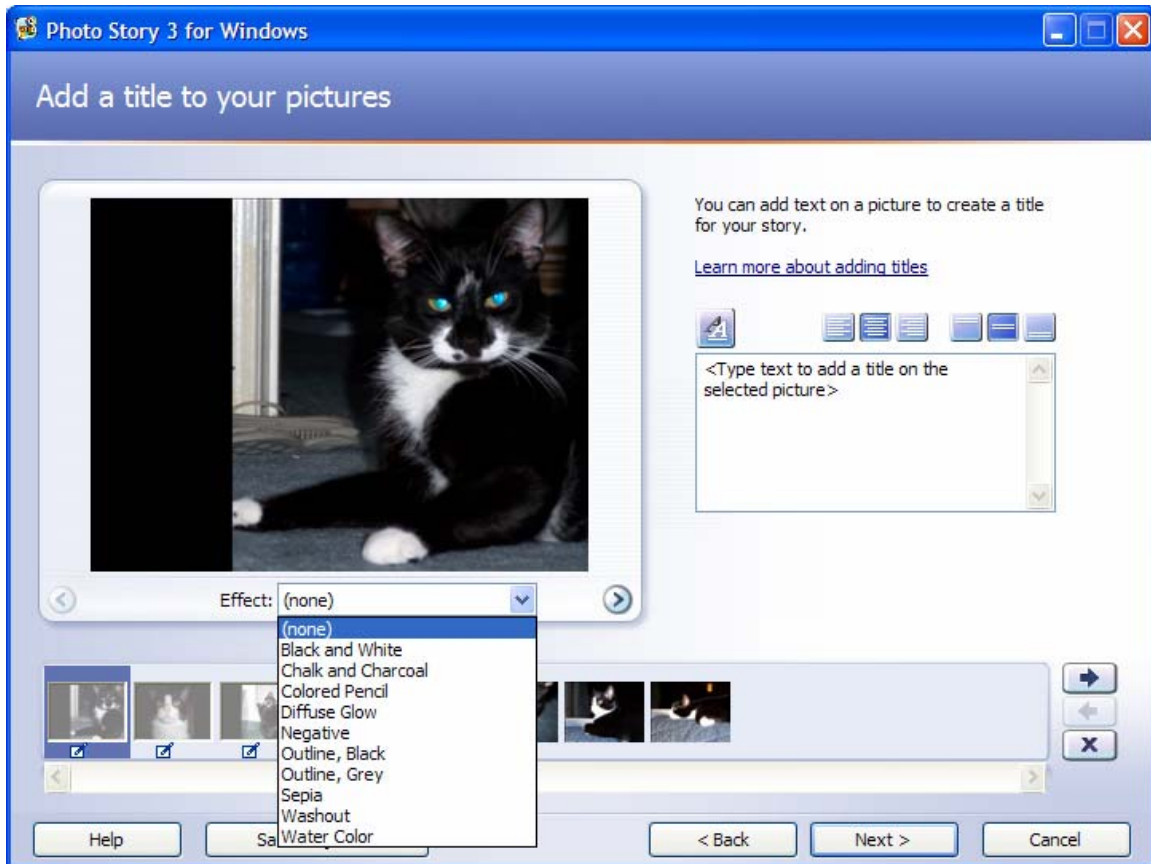 Photo Story 3 for Windows
Add a title to your pictures
You can add text on a picture to create a title
for your story.
Learn more about adding titles
A
<Type text to add a title on the
selected picture>
Effect: (none)
(none)
Black and White
Chalk and Charcoal
Colored Pencil
Diffuse Glow
Negative
Outline, Black
Outline, Grey
Sepia
Washout
Water Color
Help
Sa
< Back
Next >
Cancel